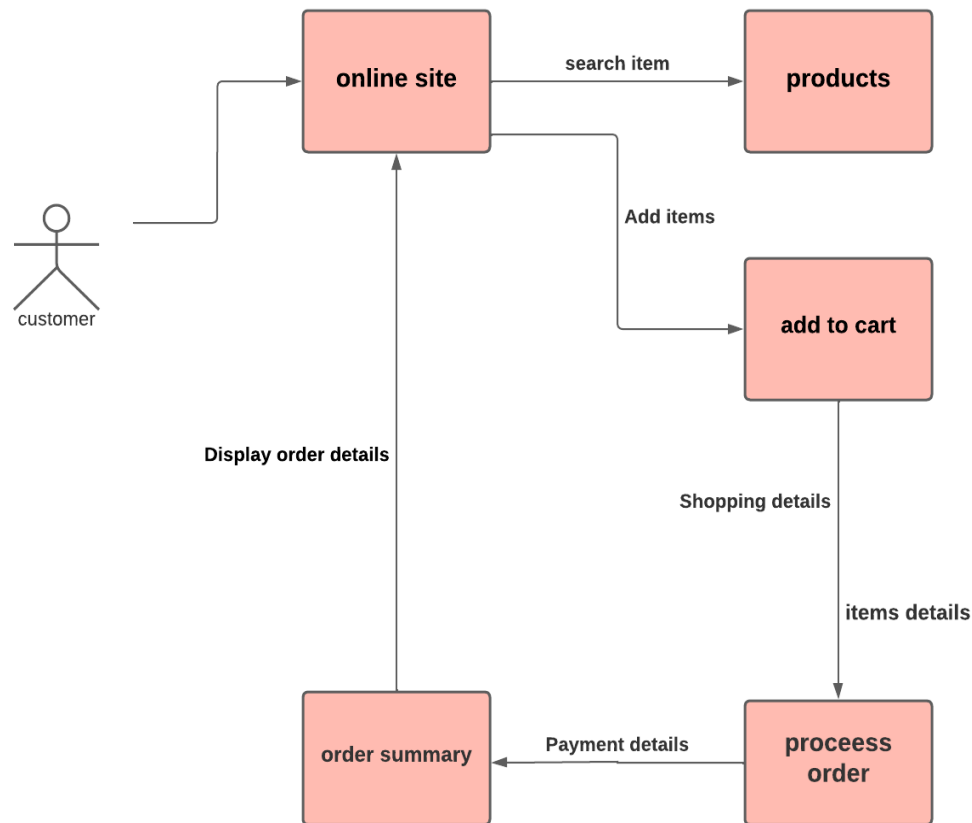 online site
search item
products
Add items
customer
add to cart
Display order details
Shopping details
items details
order summary
Payment details
proceess
order